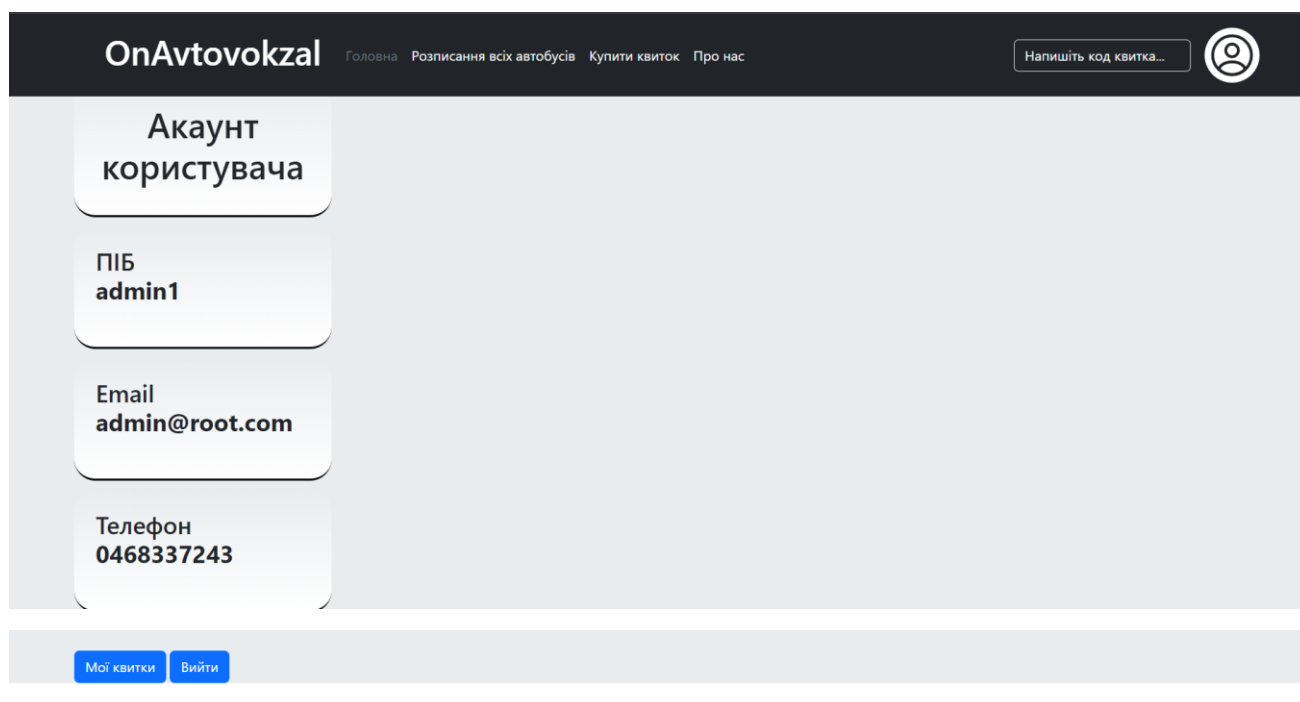 OnAvtovokzal Головна Розписання всіх автобусів Купити квиток Про нас Напишіть код квитка...
Акаунт
користувача
ПІБ
admin1
Email
admin@root.com
Телефон
0468337243
Мої квитки Вийти